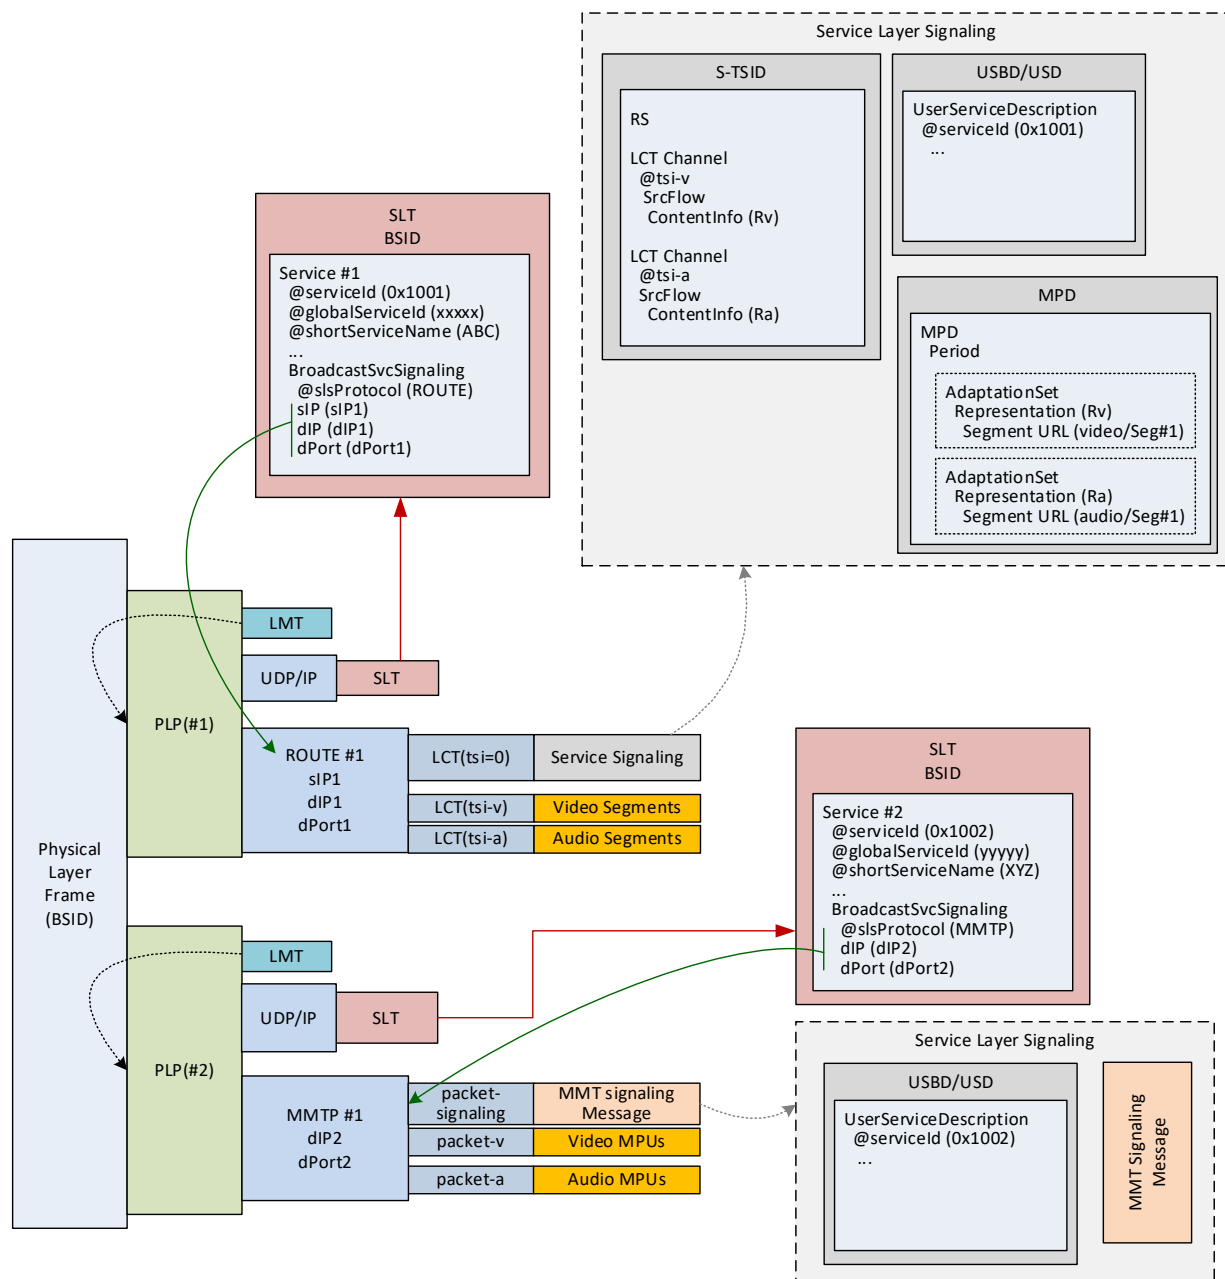 Service Layer Signaling
S-TSID
RS
LCT Channel
@tsi-v
SrcFlow
ContentInfo (Rv)
LCT Channel
@tsi-a
SrcFlow
ContentInfo (Ra)
USBD/USD
UserServiceDescription
@serviceId (0x1001)
...
MPD
MPD
Period
AdaptationSet
Representation (Rv)
Segment URL (video/Seg#1)
AdaptationSet
Representation (Ra)
Segment URL (audio/Seg#1)
SLT
BSID
Service #1
@serviceId (0x1001)
@globalServiceId (xxxxx)
@shortServiceName (ABC)
...
BroadcastSvcSignaling
@slsProtocol (ROUTE)
sIP (sIP1)
dIP (dIP1)
dPort (dPort1)
Physical
Layer
Frame
(BSID)
PLP(#1)
LMT
UDP/IP
SLT
ROUTE #1
sIP1
dIP1
dPort1
LCT(tsi=0)
Service Signaling
LCT(tsi-v)
Video Segments
LCT(tsi-a)
Audio Segments
SLT
BSID
Service #2
@serviceId (0x1002)
@globalServiceId (yyyyy)
@shortServiceName (XYZ)
...
BroadcastSvcSignaling
@slsProtocol (MMTP)
dIP (dIP2)
dPort (dPort2)
PLP(#2)
LMT
UDP/IP
SLT
MMTP #1
dIP2
dPort2
packet-
signaling
MMT signaling
Message
packet-v
Video MPUs
packet-a
Audio MPUs
Service Layer Signaling
USBD/USD
UserServiceDescription
@serviceId (0x1002)
...
MMT Signaling
Message